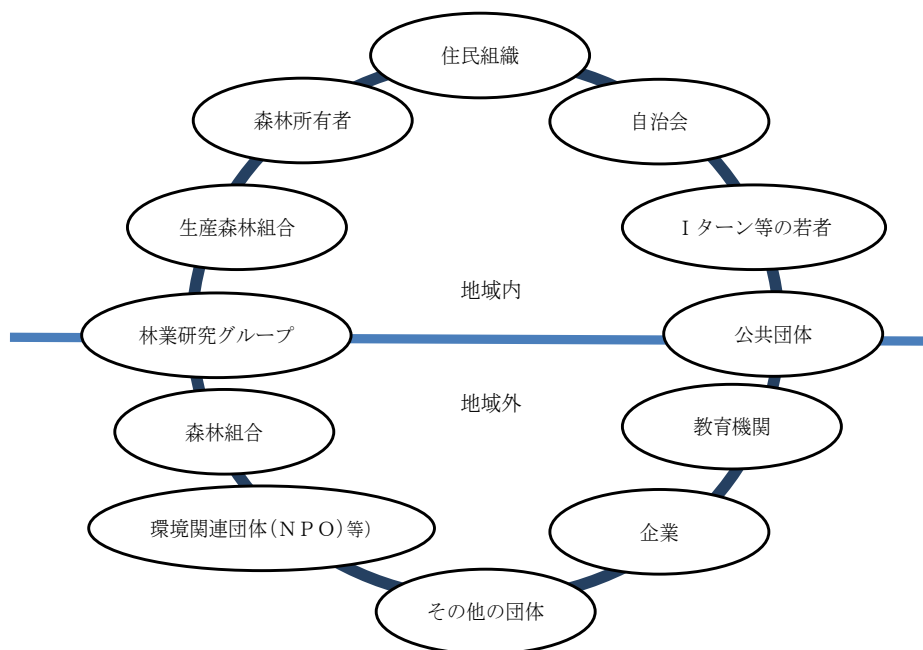 住民組織
森林所有者
自治会
生産森林組合
Ｉターン等の若者
地域内
林業研究グループ
公共団体
地域外
森林組合
教育機関
環境関連団体（ＮＰＯ）等）
企業
その他の団体